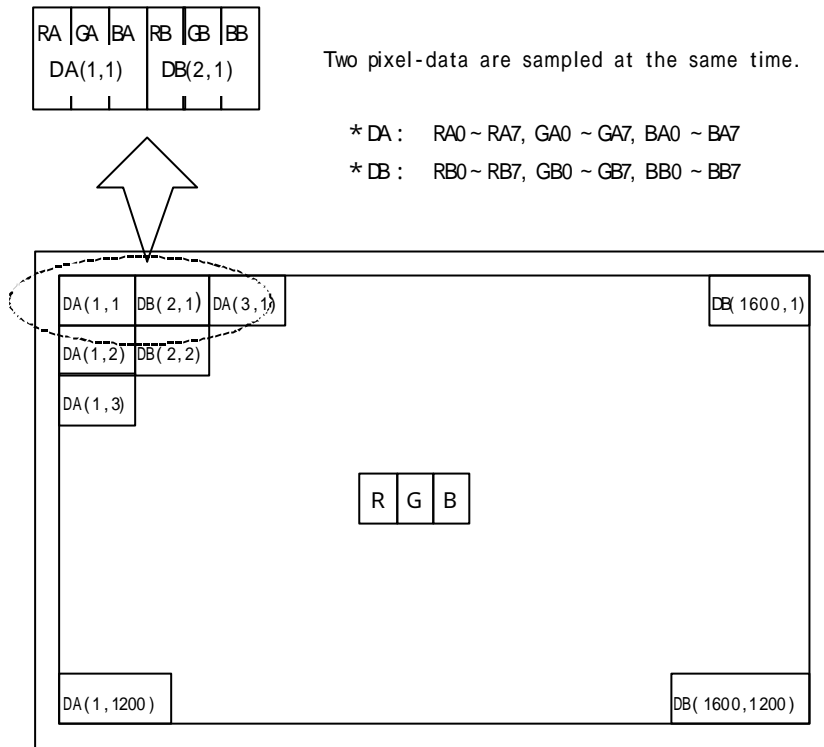 RA GA BA RB GB BB
DA(1,1) DB(2,1)
Two pixel-data are sampled at the same time.
* DA : RA0 ~ RA7, GA0 ~ GA7, BA0 ~ BA7
* DB : RB0 ~ RB7, GB0 ~ GB7, BB0 ~ BB7
DA(1,1 DB(2,1) DA(3,1) DB(1600,1)
DA(1,2) DB(2,2)
DA(1,3)
R G B
DA(1,1200) DB(1600,1200)